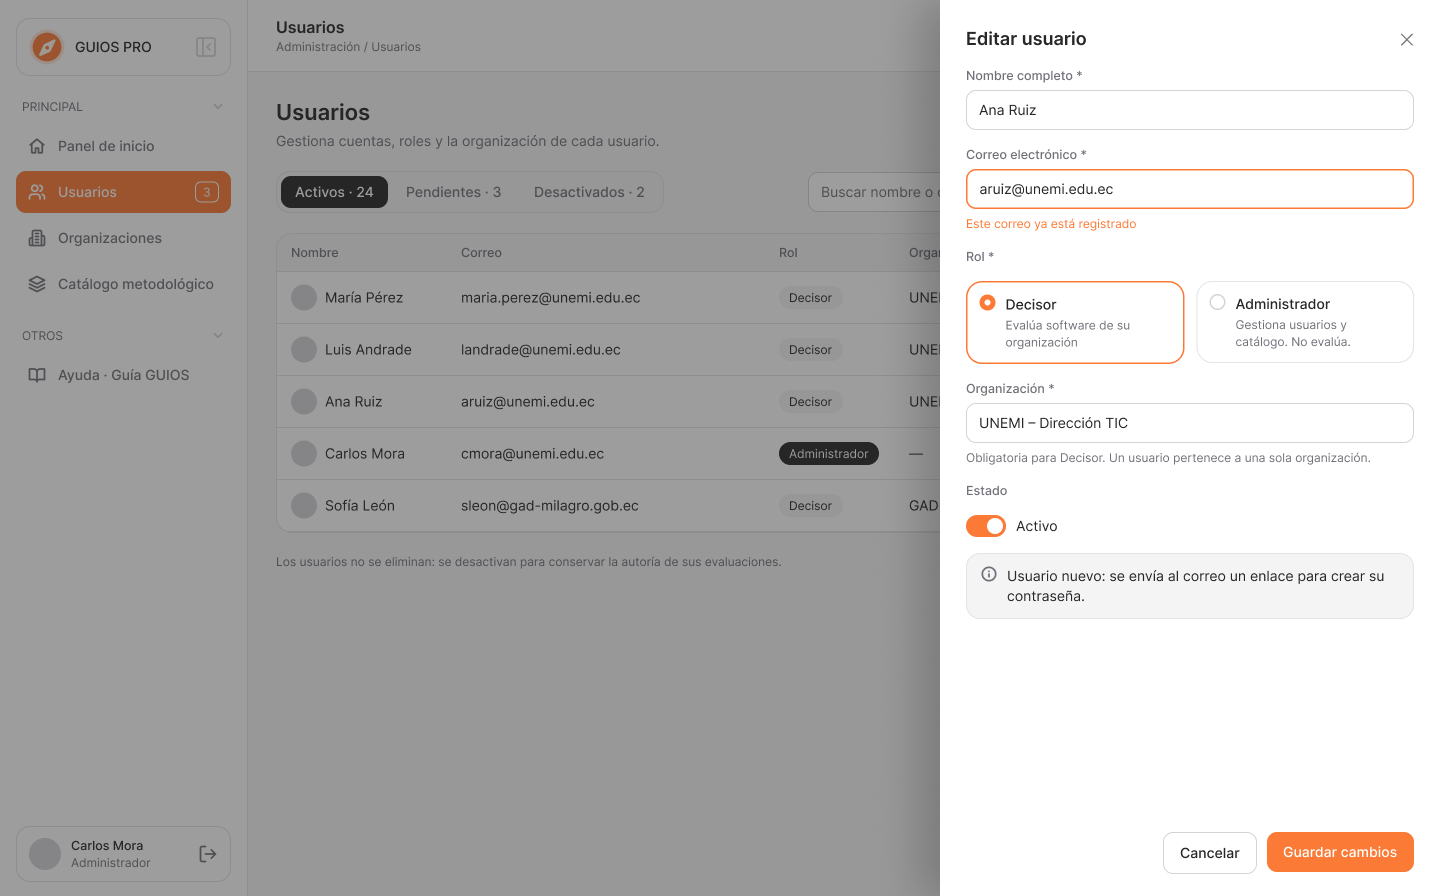 GUIOS PRO
PRINCIPAL
Panel de inicio
Usuarios
3
Organizaciones
Catálogo metodológico
OTROS
Ayuda · Guía GUIOS
Carlos Mora
Administrador
Usuarios
Administración / Usuarios
Usuarios
Gestiona cuentas, roles y la organización de cada usuario.
Activos · 24
Pendientes · 3
Desactivados · 2
Buscar nombre o
Nombre
Correo
Rol
María Pérez
maria.perez@unemi.edu.ec
Decisor
Luis Andrade
landrade@unemi.edu.ec
Decisor
Ana Ruiz
aruiz@unemi.edu.ec
Decisor
Carlos Mora
cmora@unemi.edu.ec
Administrador
—
Sofía León
sleon@gad-milagro.gob.ec
Decisor
GAD
Los usuarios no se eliminan: se desactivan para conservar la autoría de sus evaluaciones.
Editar usuario
Nombre completo *
Ana Ruiz
Correo electrónico *
aruiz@unemi.edu.ec
Este correo ya está registrado
Rol *
Decisor
Evalúa software de su
organización
Administrador
Gestiona usuarios y
catálogo. No evalúa.
Organización *
UNEMI – Dirección TIC
Obligatoria para Decisor. Un usuario pertenece a una sola organización.
Estado
Activo
Usuario nuevo: se envía al correo un enlace para crear su
contraseña.
Cancelar
Guardar cambios